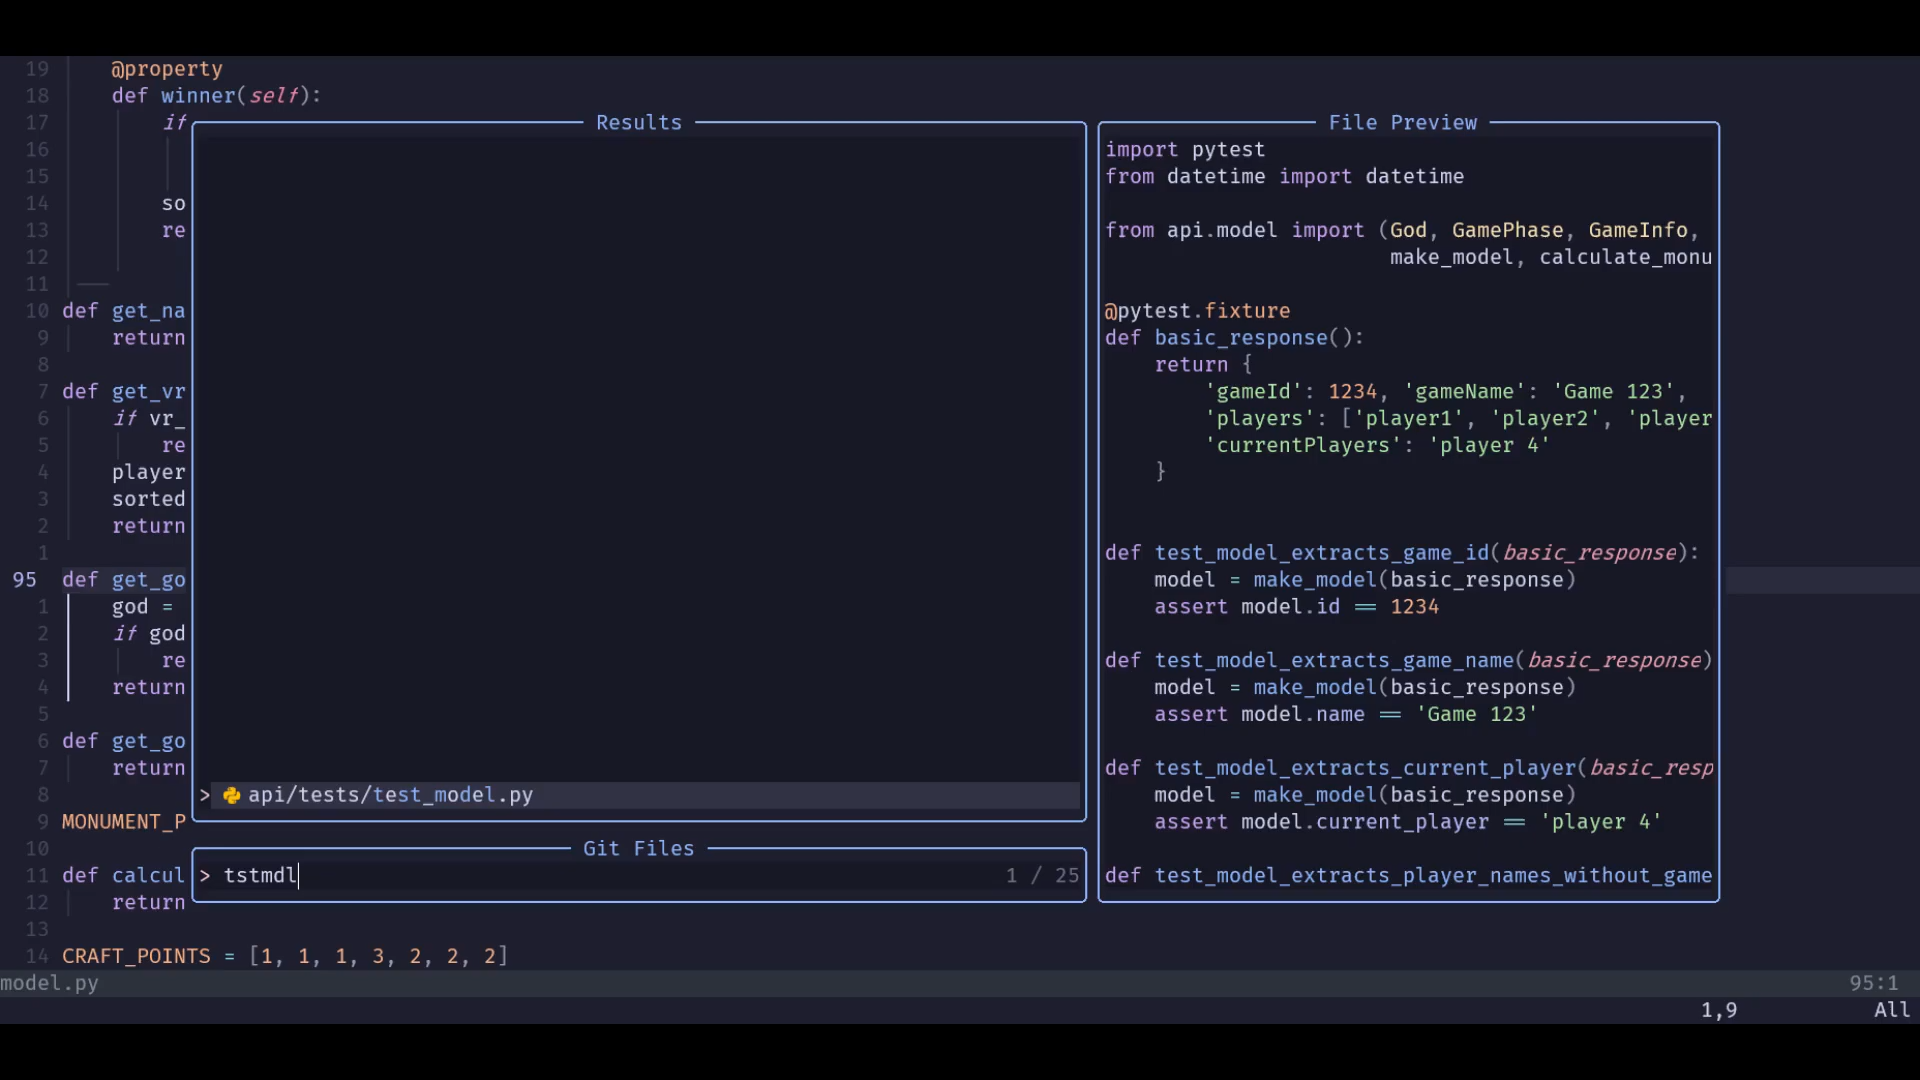 19 @property
18 def winner(self):
17 if
16
15
14 so
13 re
12
11
10 def get_na
9 return
8
7 def get_vr
6 if vr_
5 re
4 player
3 sorted
2 return
1
95 def get_go
1 god =
2 if god
3 re
4 return
5
6 def get_go
7 return
8
9 MONUMENT_P
10
11 def calcul
12 return
13
14 CRAFT_POINTS = [1, 1, 1, 3, 2, 2, 2]
Results
> api/tests/test_model.py
Git Files
> tstmdl 1 / 25
File Preview
import pytest
from datetime import datetime
from api.model import (God, GamePhase, GameInfo,
make_model, calculate_monu
@pytest.fixture
def basic_response():
return {
'gameId': 1234, 'gameName': 'Game 123',
'players': ['player1', 'player2', 'player
'currentPlayers': 'player 4'
}
def test_model_extracts_game_id(basic_response):
model = make_model(basic_response)
assert model.id == 1234
def test_model_extracts_game_name(basic_response)
model = make_model(basic_response)
assert model.name == 'Game 123'
def test_model_extracts_current_player(basic_resp
model = make_model(basic_response)
assert model.current_player == 'player 4'
def test_model_extracts_player_names_without_game
model.py 95:1
1,9 All